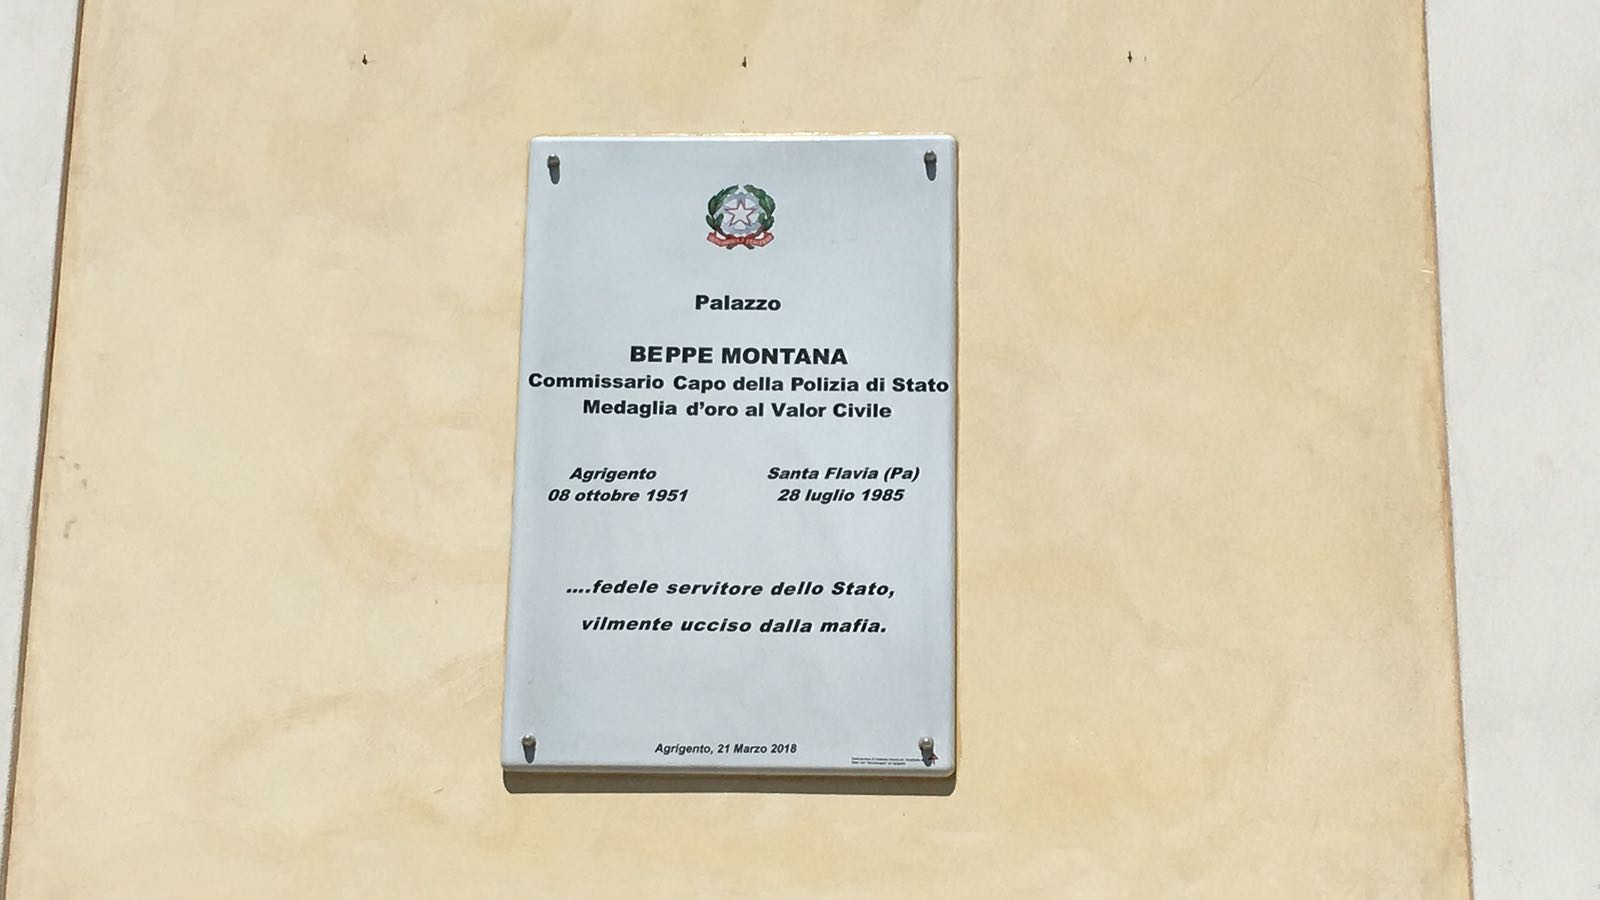 Palazzo
BEPPE MONTANA
Commissario Capo della Polizia di Stato
Medaglia d'oro al Valor Civile
Agrigento
08 ottobre 1951
Santa Flavia (Pa)
28 luglio 1985
....fedele servitore dello Stato,
vilmente ucciso dalla mafia.
Agrigento, 21 Marzo 2018